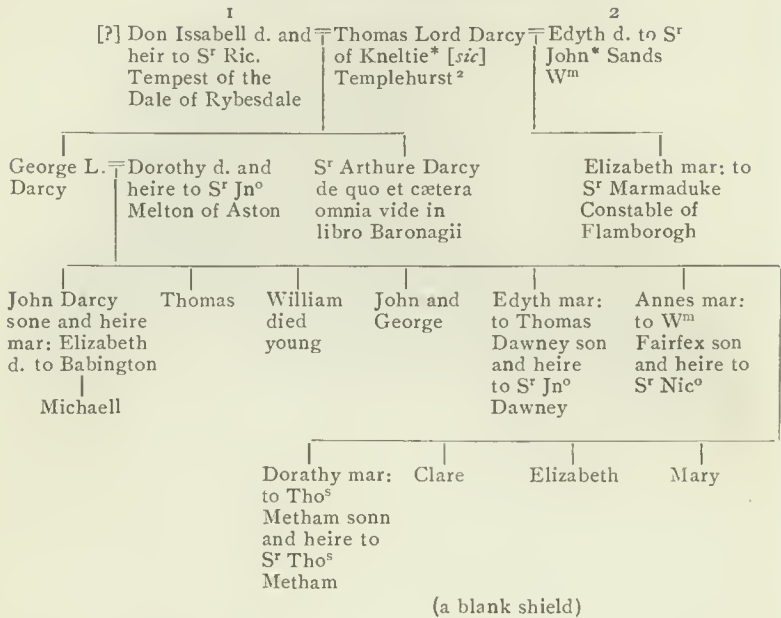 1
[?] Don Issabell d. and
heir to Sʳ Ric.
Tempest of the
Dale of Rybesdale
Thomas Lord Darcy
of Kneltie* [sic]
Templehurst²
2
Edyth d. to Sʳ
John* Sands
Wᵐ
George L.
Darcy
Dorothy d. and
heire to Sʳ Jnº
Melton of Aston
Sʳ Arthure Darcy
de quo et cætera
omnia vide in
libro Baronagii
Elizabeth mar: to
Sʳ Marmaduke
Constable of
Flamborogh
John Darcy
sone and heire
mar: Elizabeth
d. to Babington
Thomas
William
died
young
John and
George
Edyth mar:
to Thomas
Dawney son
and heire
to Sʳ Jnº
Dawney
Annes mar:
to Wᵐ
Fairfex son
and heire to
Sʳ Nicº
Michaell
Dorathy mar:
to Thoˢ
Metham sonn
and heire to
Sʳ Thoˢ
Metham
Clare
Elizabeth
Mary
(a blank shield)